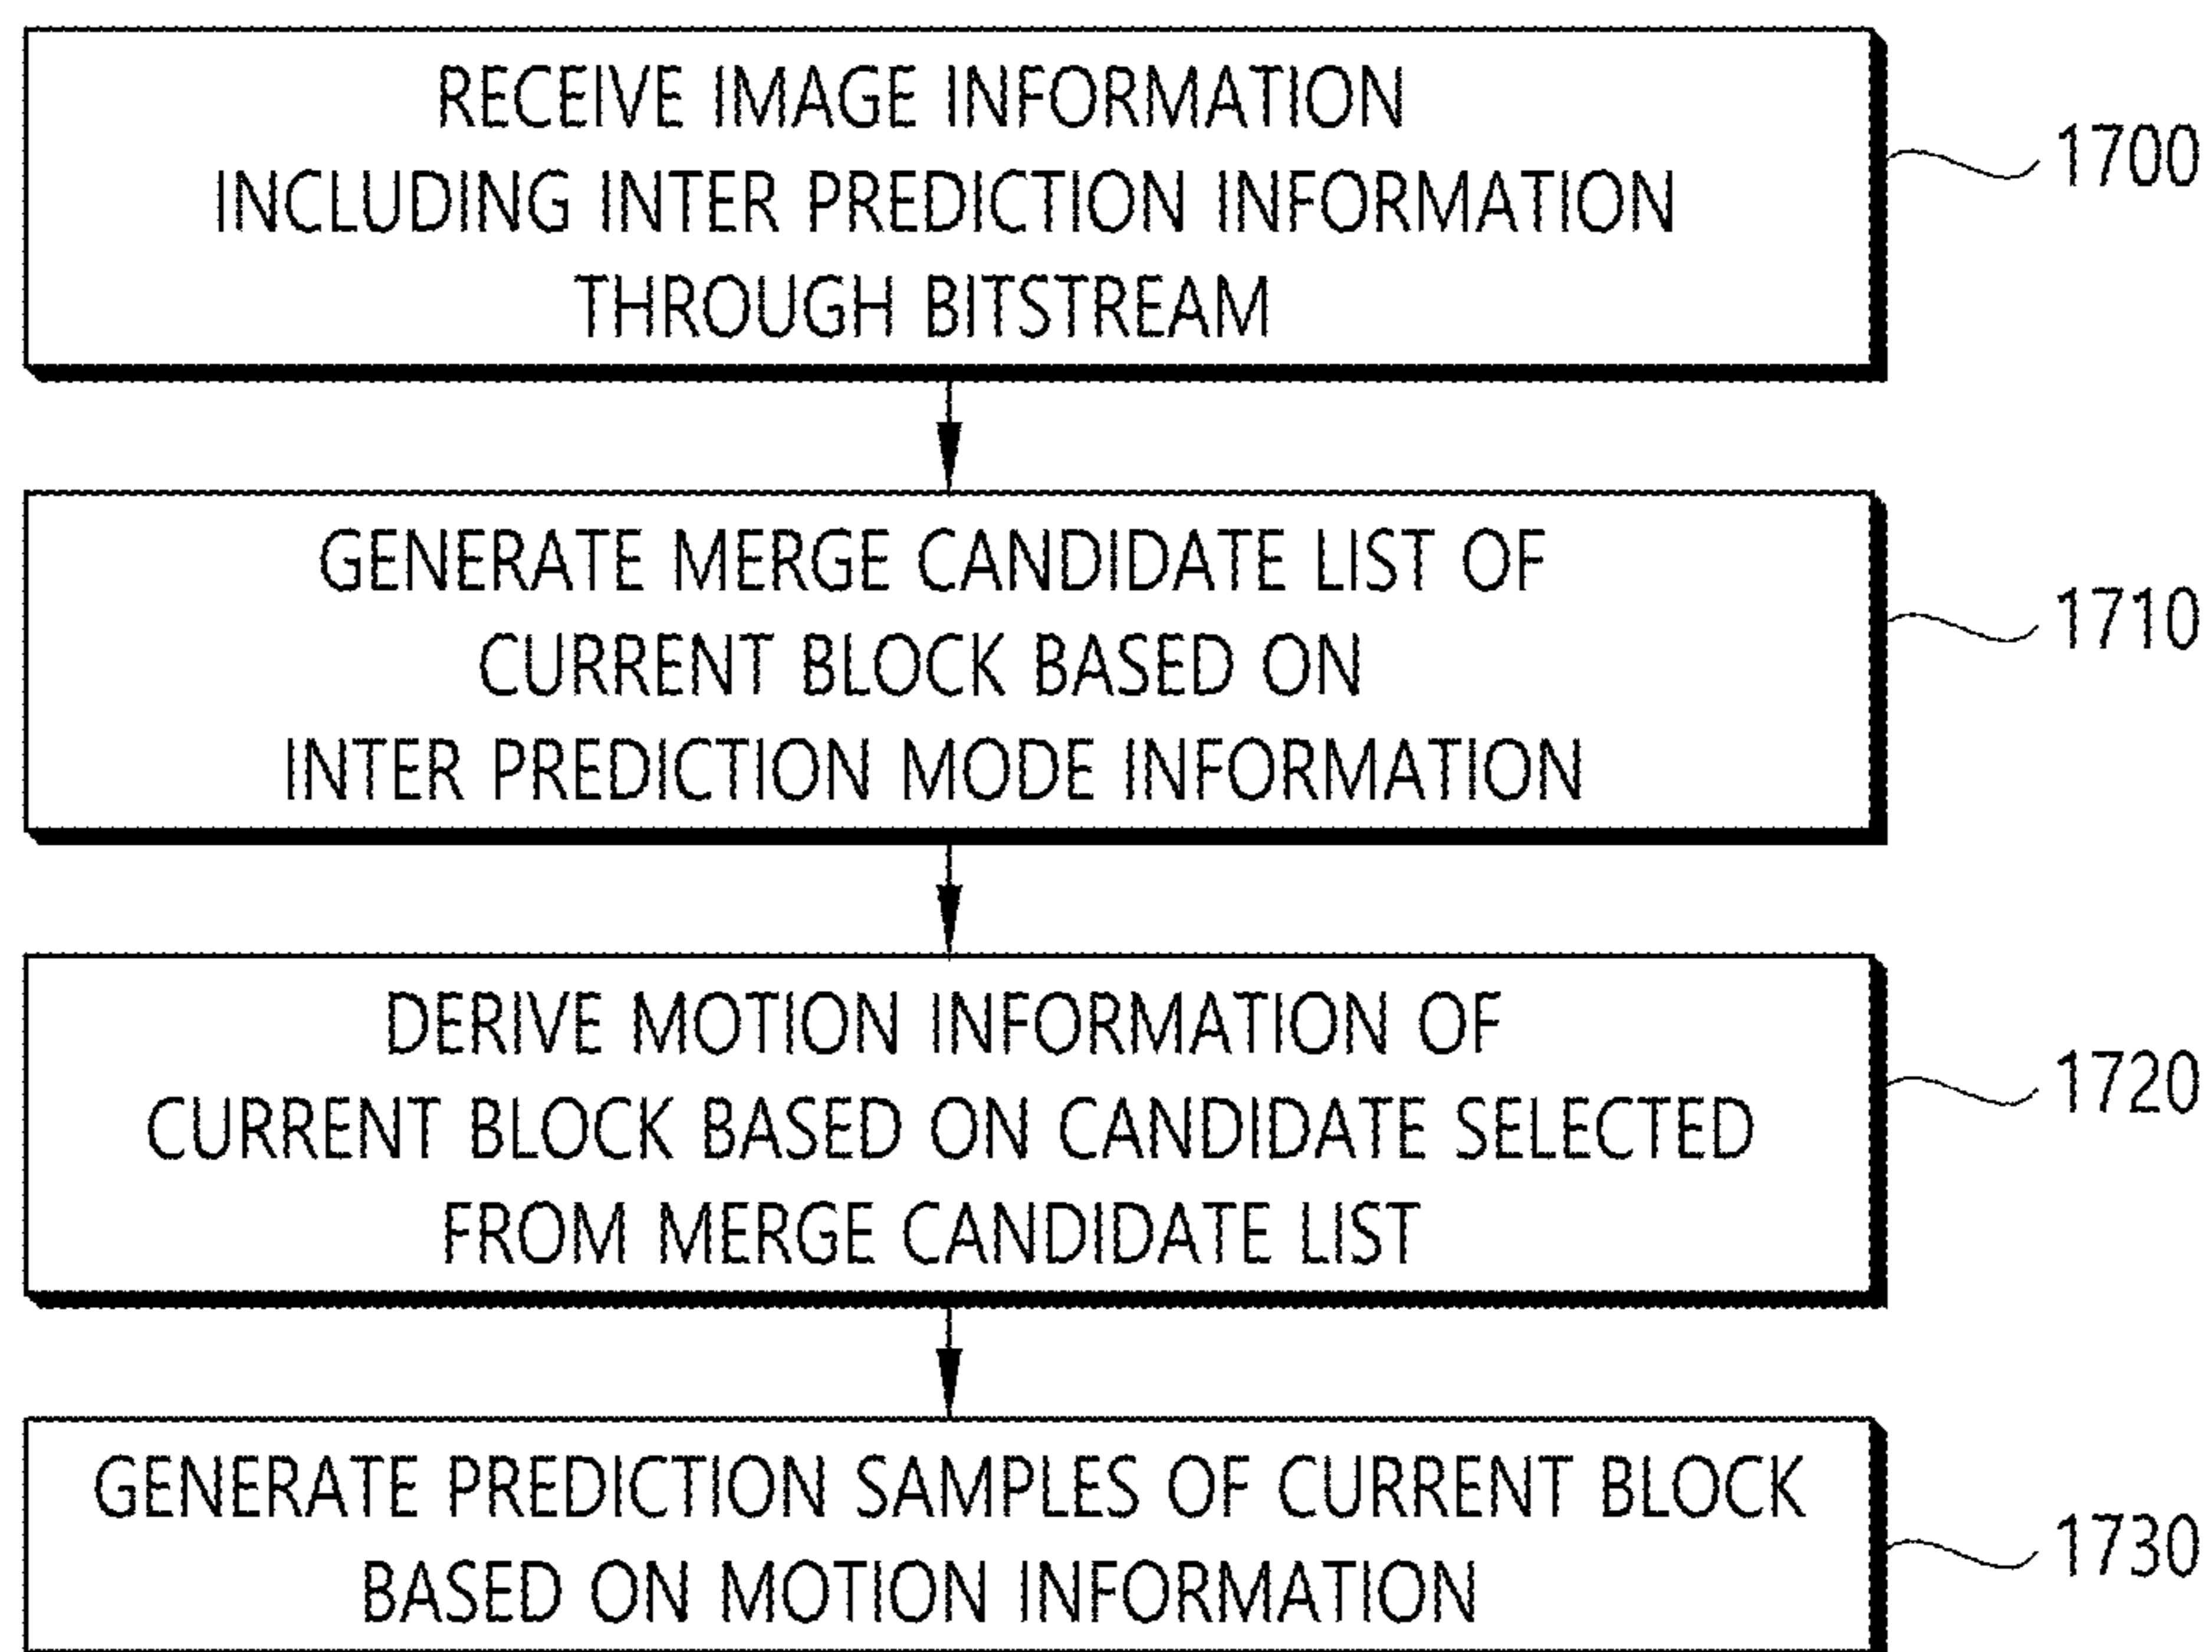 RECEIVE IMAGE INFORMATION
INCLUDING INTER PREDICTION INFORMATION
THROUGH BITSTREAM
1700
GENERATE MERGE CANDIDATE LIST OF
CURRENT BLOCK BASED ON
INTER PREDICTION MODE INFORMATION
1710
DERIVE MOTION INFORMATION OF
CURRENT BLOCK BASED ON CANDIDATE SELECTED
FROM MERGE CANDIDATE LIST
1720
GENERATE PREDICTION SAMPLES OF CURRENT BLOCK
BASED ON MOTION INFORMATION
1730